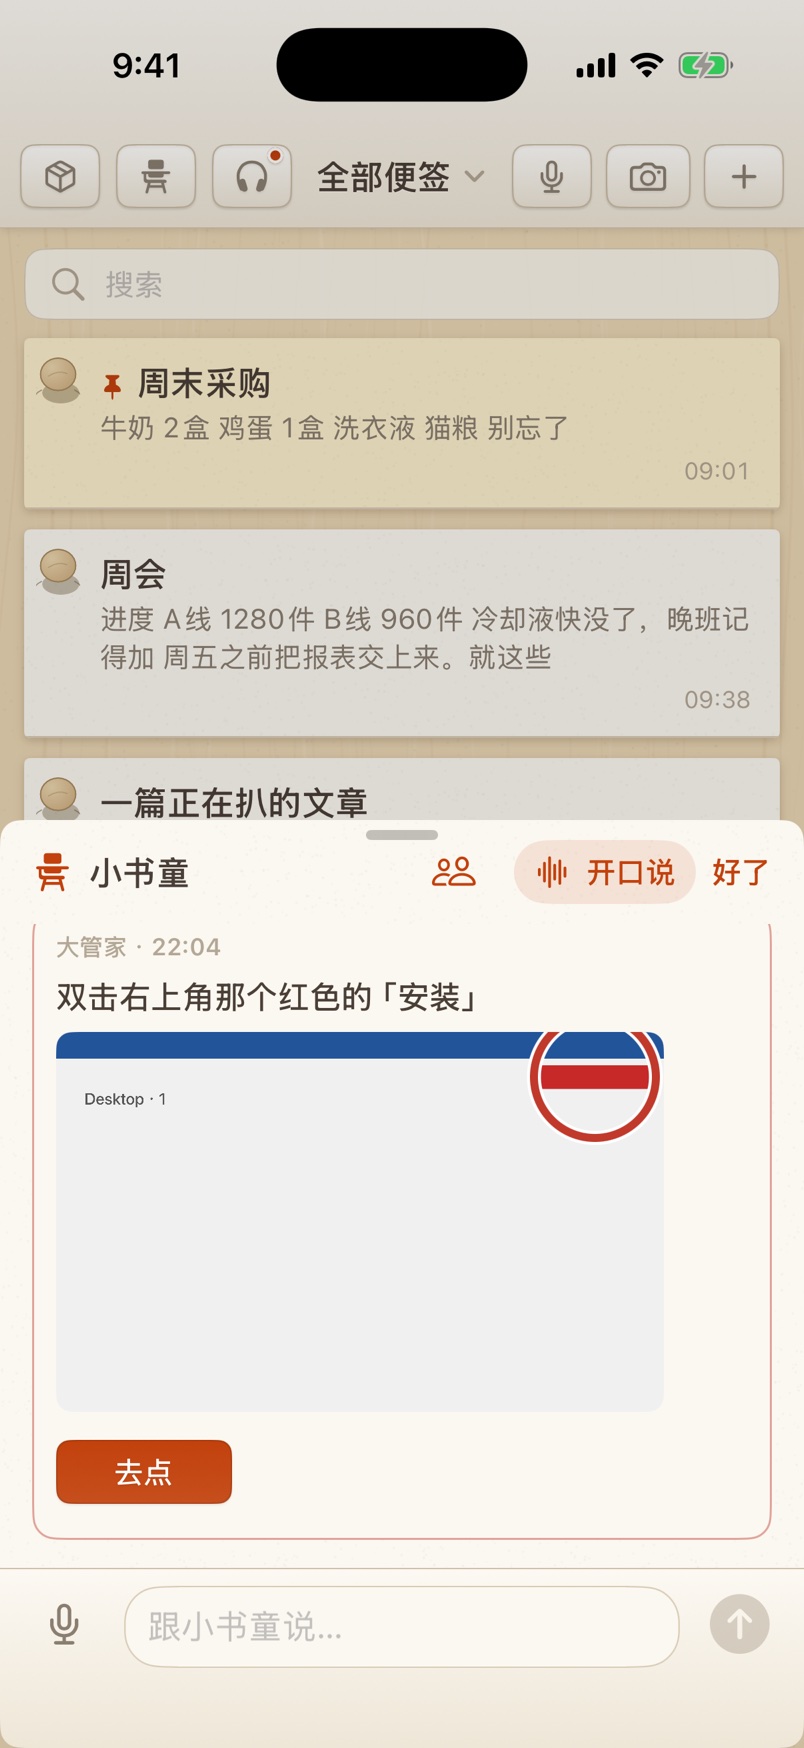 9:41
全部便签
搜索
周末采购
牛奶 2盒 鸡蛋 1盒 洗衣液 猫粮 别忘了
09:01
周会
进度 A线 1280件 B线 960件 冷却液快没了，晚班记
得加 周五之前把报表交上来。就这些
09:38
一篇正在扒的文章
小书童
开口说
好了
大管家 · 22:04
双击右上角那个红色的「安装」
Desktop · 1
去点
跟小书童说...